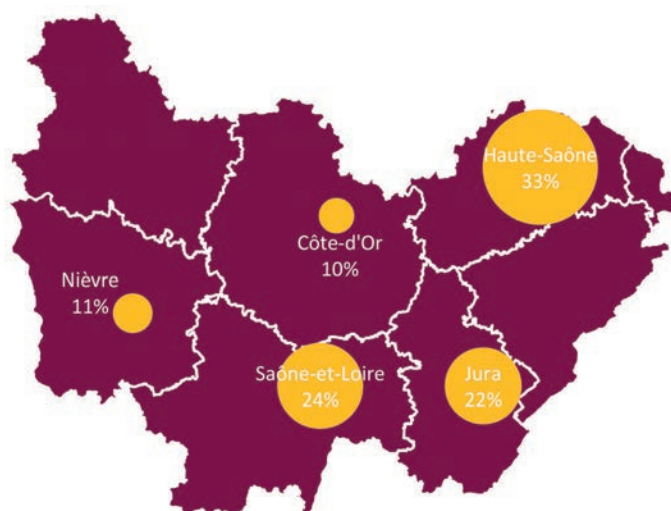 Haute-Saône
33%
Côte-d'Or
10%
Nièvre
11%
Saône-et-Loire
24%
Jura
22%